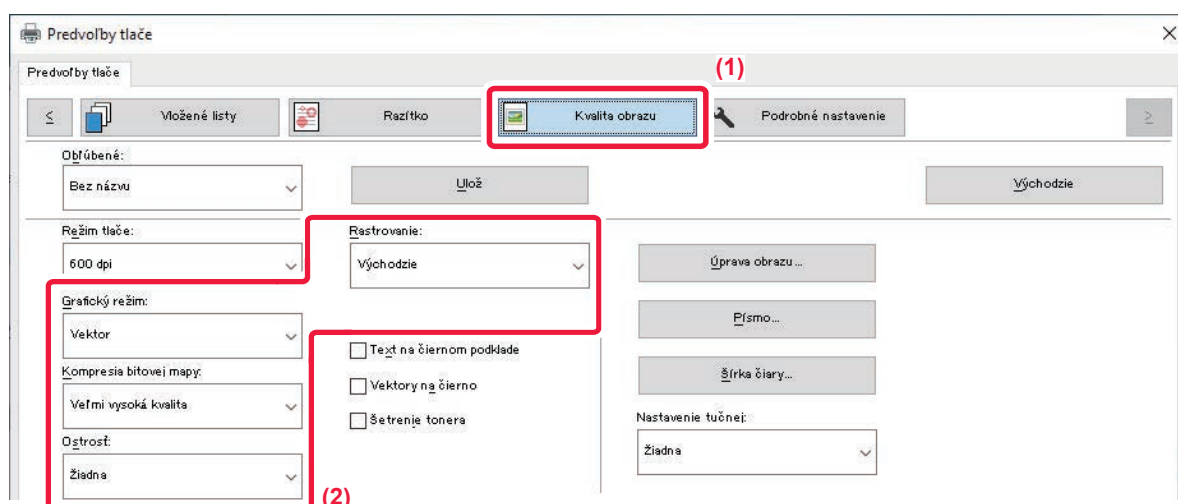 Predvoľby tlače
Predvoľby tlače
(1)
< Vložené listy Razítko Kvalita obrazu Podrobné nastavenie >
Obľúbené:
Bez názvu Ulož Východzie
Režim tlače: Rastrovanie:
600 dpi Východzie Úprava obrazu...
Grafický režim: Písmo...
Vektor
Text na čiernom podklade
Kompresia bitovej mapy: Šírka čiary...
Vektory na čierno
Veľmi vysoká kvalita
Šetrenie tonera Nastavenie tučnej:
Ostrosť:
Žiadna
Žiadna
(2)